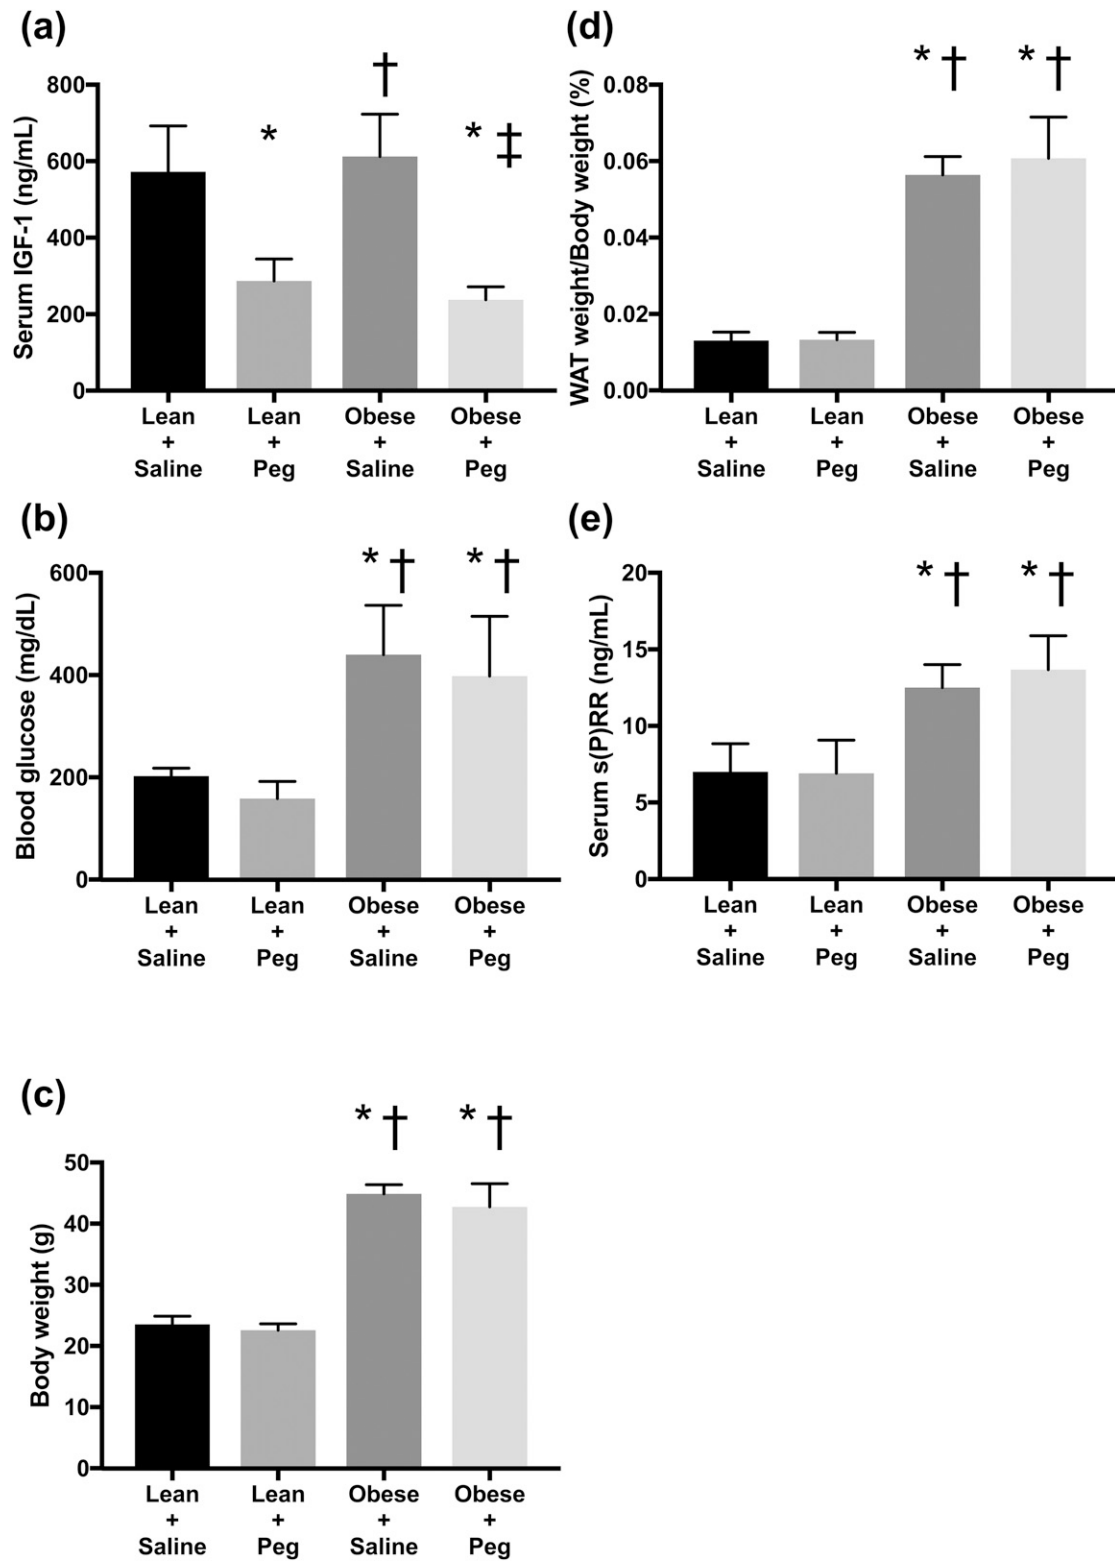 (a)
Serum IGF-1 (ng/mL)
800
600
400
200
0
*
†
* ‡
Lean + Saline
Lean + Peg
Obese + Saline
Obese + Peg
(d)
WAT weight/Body weight (%)
0.08
0.06
0.04
0.02
0.00
* †
* †
Lean + Saline
Lean + Peg
Obese + Saline
Obese + Peg
(b)
Blood glucose (mg/dL)
600
400
200
0
* †
* †
Lean + Saline
Lean + Peg
Obese + Saline
Obese + Peg
(e)
Serum s(P)RR (ng/mL)
20
15
10
5
0
* †
* †
Lean + Saline
Lean + Peg
Obese + Saline
Obese + Peg
(c)
Body weight (g)
50
40
30
20
10
0
* †
* †
Lean + Saline
Lean + Peg
Obese + Saline
Obese + Peg